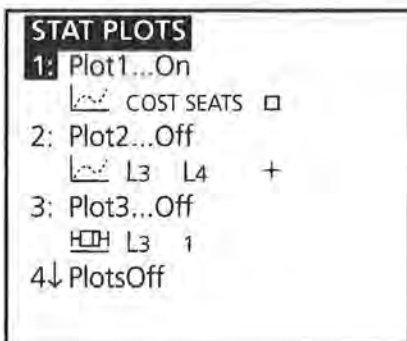 STAT PLOTS
1: Plot1...On
COST SEATS □
2: Plot2...Off
L3 L4 +
3: Plot3...Off
L3 1
4↓ PlotsOff